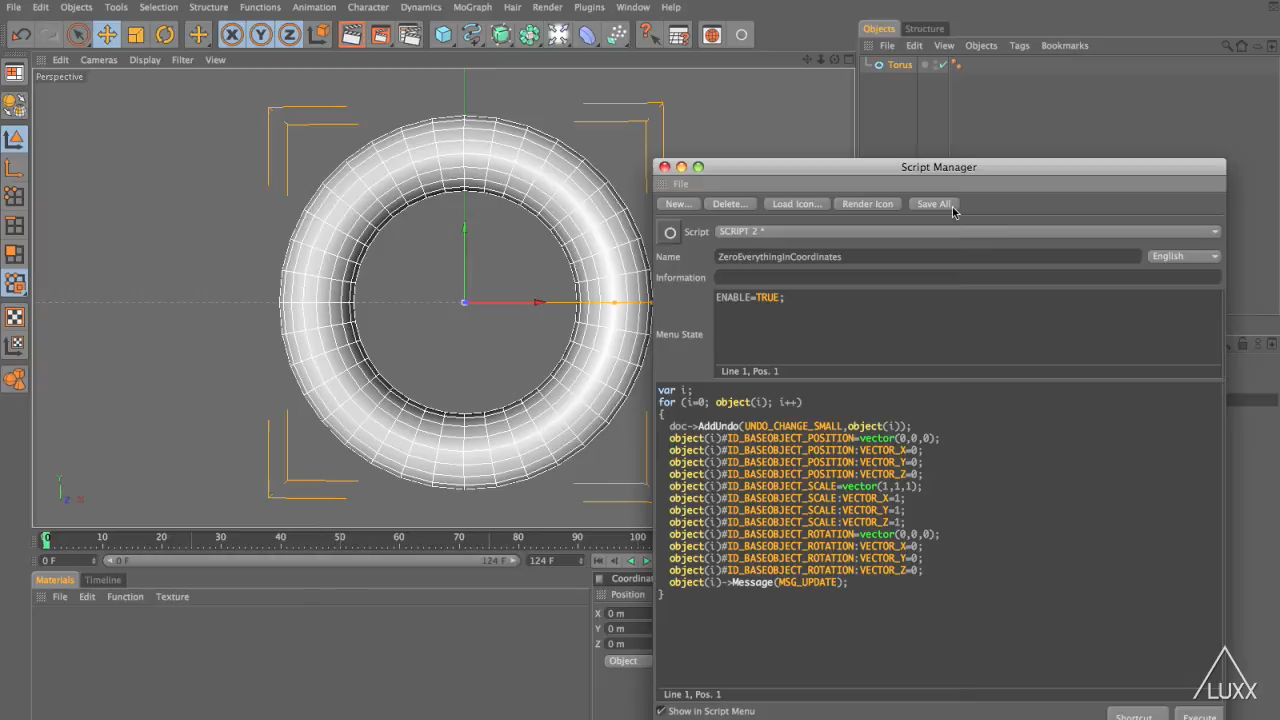 File Edit Objects Tools Selection Structure Functions Animation Character Dynamics MoGraph Hair Render Plugins Window Help
Objects Structure
File Edit View Objects Tags Bookmarks
Edit Cameras Display Filter View
Torus
Perspective
Script Manager
File
New... Delete... Load Icon... Render Icon Save All
Script SCRIPT 2 *
Name ZeroEverythingInCoordinates English
Information
ENABLE=TRUE;
Menu State
Line 1, Pos. 1
var i;
for (i=0; object(i); i++)
{
doc->AddUndo(UNDO_CHANGE_SMALL,object(i));
object(i)#ID_BASEOBJECT_POSITION=vector(0,0,0);
object(i)#ID_BASEOBJECT_POSITION:VECTOR_X=0;
object(i)#ID_BASEOBJECT_POSITION:VECTOR_Y=0;
object(i)#ID_BASEOBJECT_POSITION:VECTOR_Z=0;
object(i)#ID_BASEOBJECT_SCALE=vector(1,1,1);
object(i)#ID_BASEOBJECT_SCALE:VECTOR_X=1;
object(i)#ID_BASEOBJECT_SCALE:VECTOR_Y=1;
object(i)#ID_BASEOBJECT_SCALE:VECTOR_Z=1;
object(i)#ID_BASEOBJECT_ROTATION=vector(0,0,0);
object(i)#ID_BASEOBJECT_ROTATION:VECTOR_X=0;
object(i)#ID_BASEOBJECT_ROTATION:VECTOR_Y=0;
object(i)#ID_BASEOBJECT_ROTATION:VECTOR_Z=0;
object(i)->Message(MSG_UPDATE);
}
Line 1, Pos. 1
Show in Script Menu
Shortcut... Execute
Y
Z X
0 10 20 30 40 50 60 70 80 90 100
0 F 0 F 124 F 124 F
Materials Timeline
File Edit Function Texture
Coordin
Position
X 0 m
Y 0 m
Z 0 m
Object
LUXX